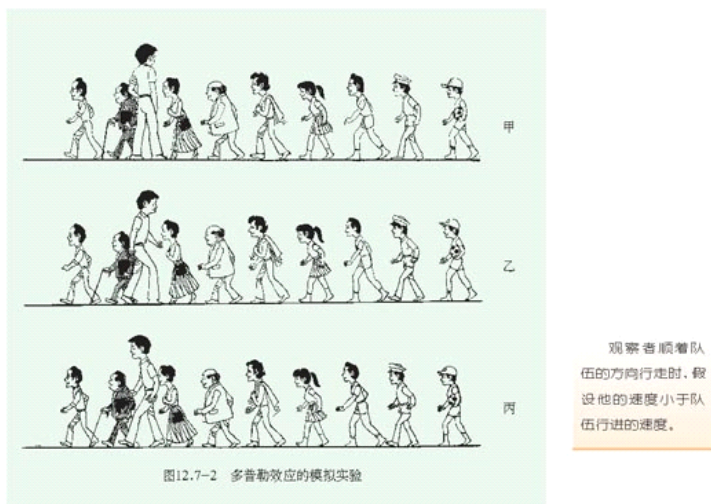 甲
乙
丙
图12.7-2 多普勒效应的模拟实验
观察者顺着队
伍的方向行走时，假
设他的速度小于队
伍行进的速度。